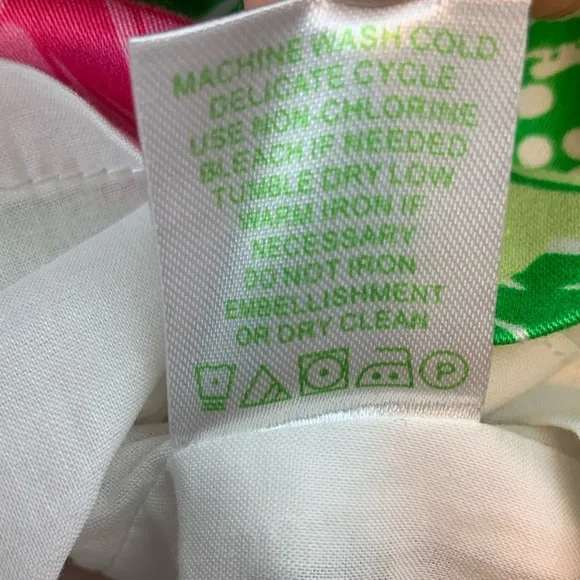 MACHINE WASH COLD
DELICATE CYCLE
USE NON-CHLORINE
BLEACH IF NEEDED
TUMBLE DRY LOW
WARM IRON IF
NECESSARY
DO NOT IRON
EMBELLISHMENT
OR DRY CLEAN
P